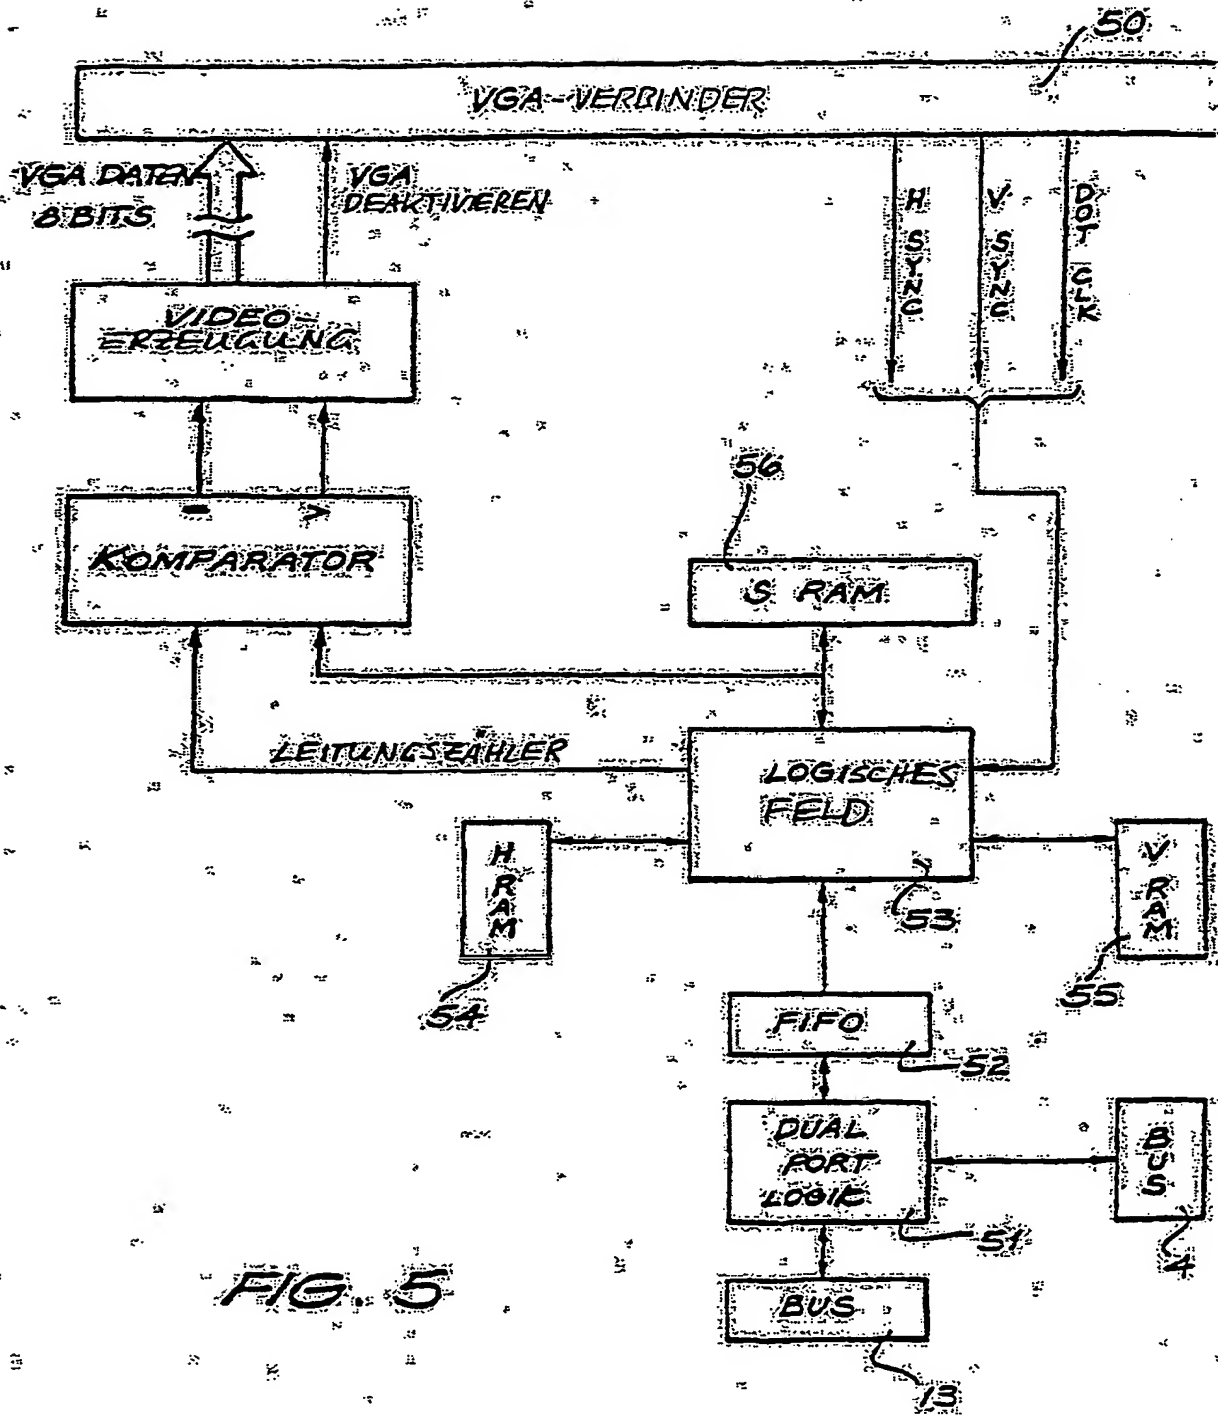 50
VGA-VERBINDER
VGA DATEN
8 BITS
VGA
DEAKTIVIEREN
H SYNC
V SYNC
DOT CLK
VIDEO-
ERZEUGUNG
56
= >
KOMPARATOR
S RAM
LEITUNGSZÄHLER
LOGISCHES
FELD
H RAM
V RAM
53
54
55
FIFO
52
DUAL
PORT
LOGIK
BUS
51
4
FIG. 5
BUS
13